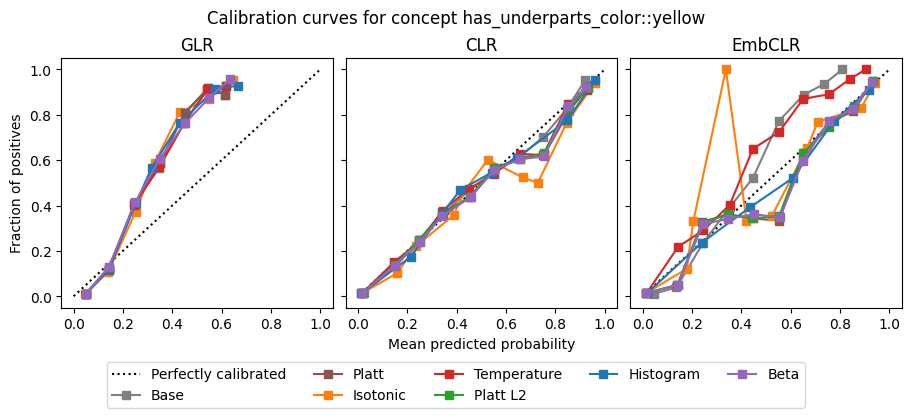 Calibration curves for concept has_underparts_color::yellow
GLR
CLR
EmbCLR
Fraction of positives
1.0
0.8
0.6
0.4
0.2
0.0
0.0 0.2 0.4 0.6 0.8 1.0
0.0 0.2 0.4 0.6 0.8 1.0
0.0 0.2 0.4 0.6 0.8 1.0
Mean predicted probability
Perfectly calibrated
Base
Platt
Isotonic
Temperature
Platt L2
Histogram
Beta